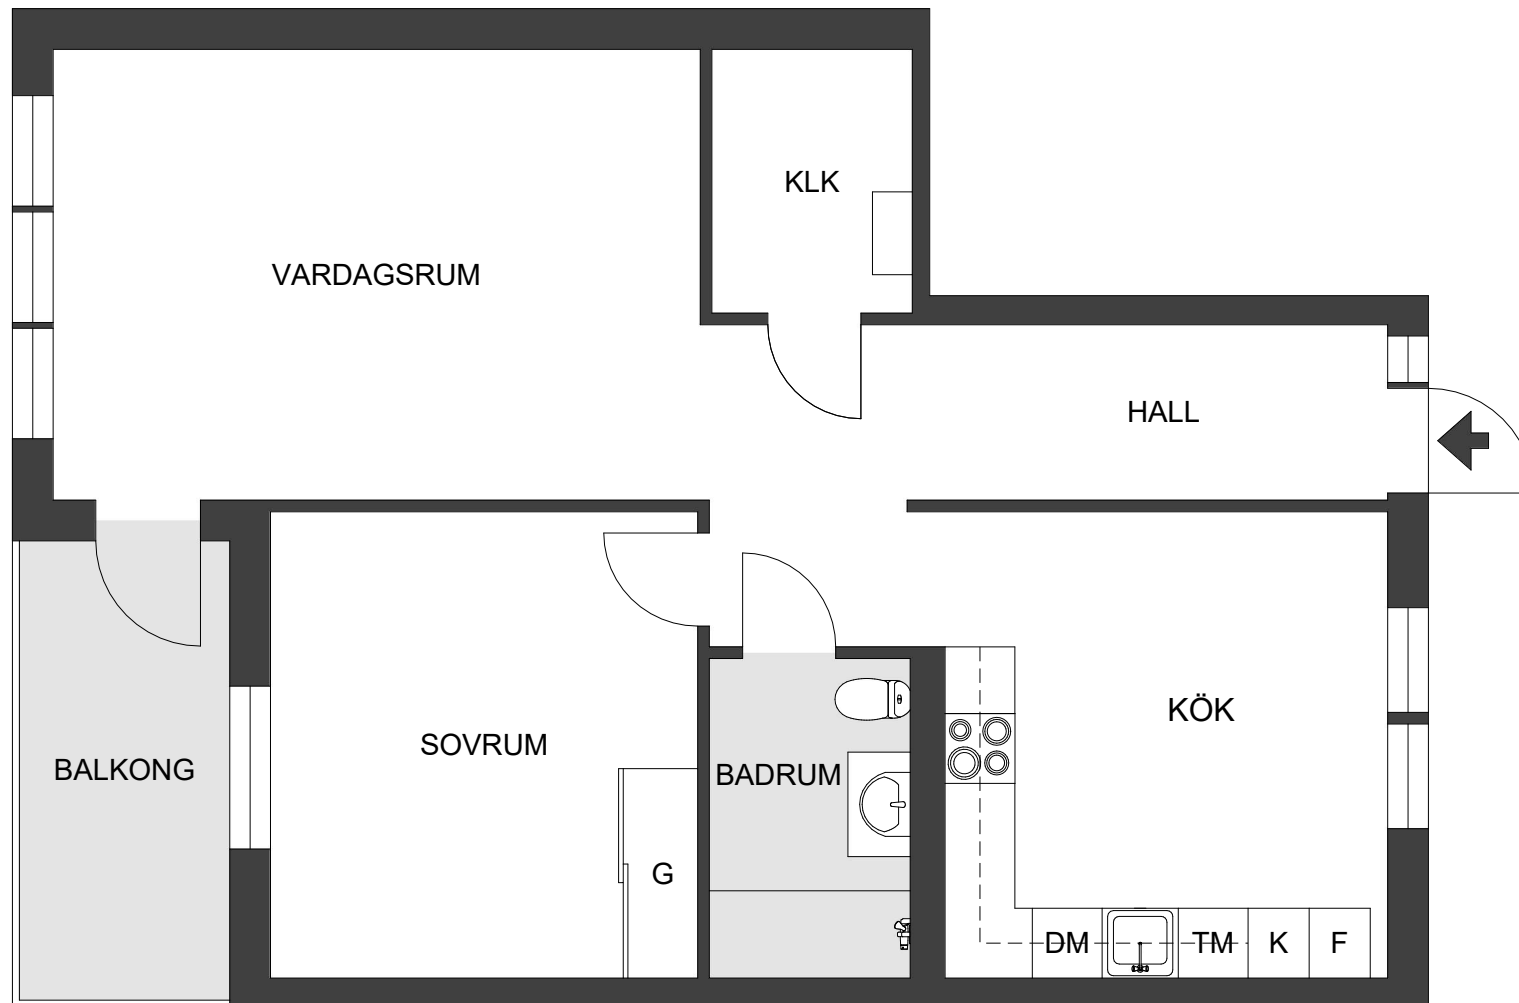 KLK
VARDAGSRUM
HALL
KÖK
SOVRUM
BALKONG
BADRUM
G
DM TM K F